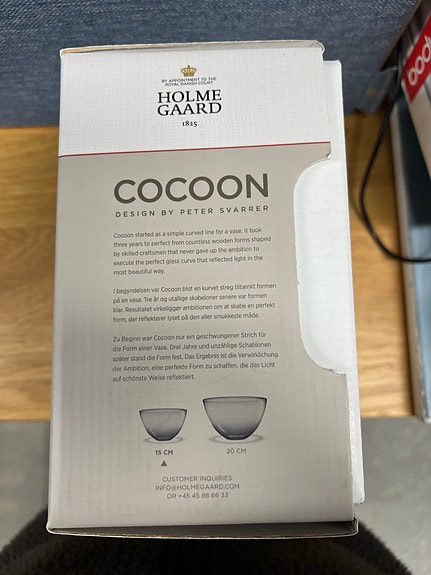 BY APPOINTMENT TO THE
ROYAL DANISH COURT
HOLME
GAARD
1825
COCOON
DESIGN BY PETER SVARRER
Cocoon started as a simple curved line for a vase. It took
three years to perfect from countless wooden forms shaped
by skilled craftsmen that never gave up the ambition to
execute the perfect glass curve that reflected light in the
most beautiful way.
I begyndelsen var Cocoon blot en kurvet streg tiltænkt formen
på en vase. Tre år og utallige skabeloner senere var formen
klar. Resultatet virkeliggør ambitionen om at skabe en perfekt
form, der reflekterer lyset på den aller smukkeste måde.
Zu Beginn war Cocoon nur ein geschwungener Strich für
die Form einer Vase. Drei Jahre und unzählige Schablonen
später stand die Form fest. Das Ergebnis ist die Verwirklichung
der Ambition, eine perfekte Form zu schaffen, die das Licht
auf schönste Weise reflektiert.
15 CM
20 CM
CUSTOMER INQUIRIES
INFO@HOLMEGAARD.COM
OR +45 45 88 66 33